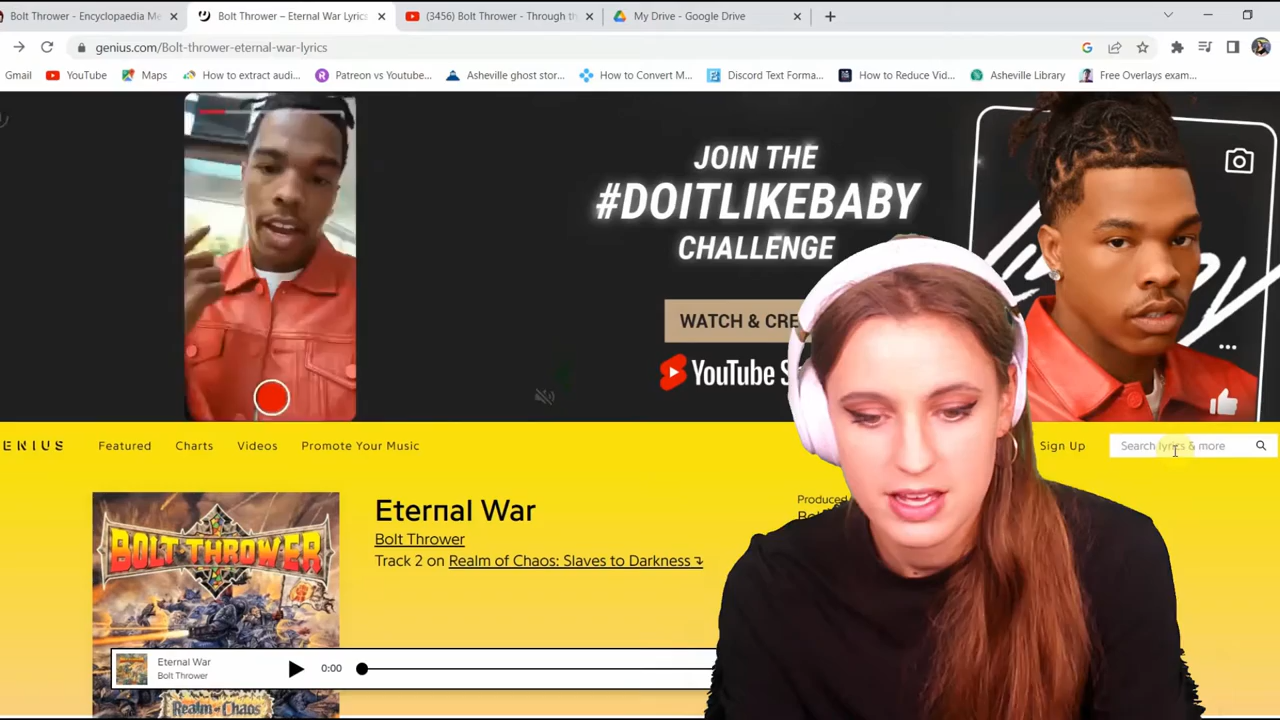 Bolt Thrower - Encyclopaedia Me
Bolt Thrower – Eternal War Lyrics
(3456) Bolt Thrower - Through th
My Drive - Google Drive
genius.com/Bolt-thrower-eternal-war-lyrics
Gmail
YouTube
Maps
How to extract audi...
Patreon vs Youtube...
Asheville ghost stor...
How to Convert M...
Discord Text Forma...
How to Reduce Vid...
Asheville Library
Free Overlays exam...
JOIN THE
#DOITLIKEBABY
CHALLENGE
WATCH & CRE
YouTube S
ENIUS
Featured
Charts
Videos
Promote Your Music
Sign Up
Search lyrics & more
BOLT THROWER
Eternal War
Bolt Thrower
Track 2 on Realm of Chaos: Slaves to Darkness
Produced
Eternal War
Bolt Thrower
0:00
Realm of Chaos